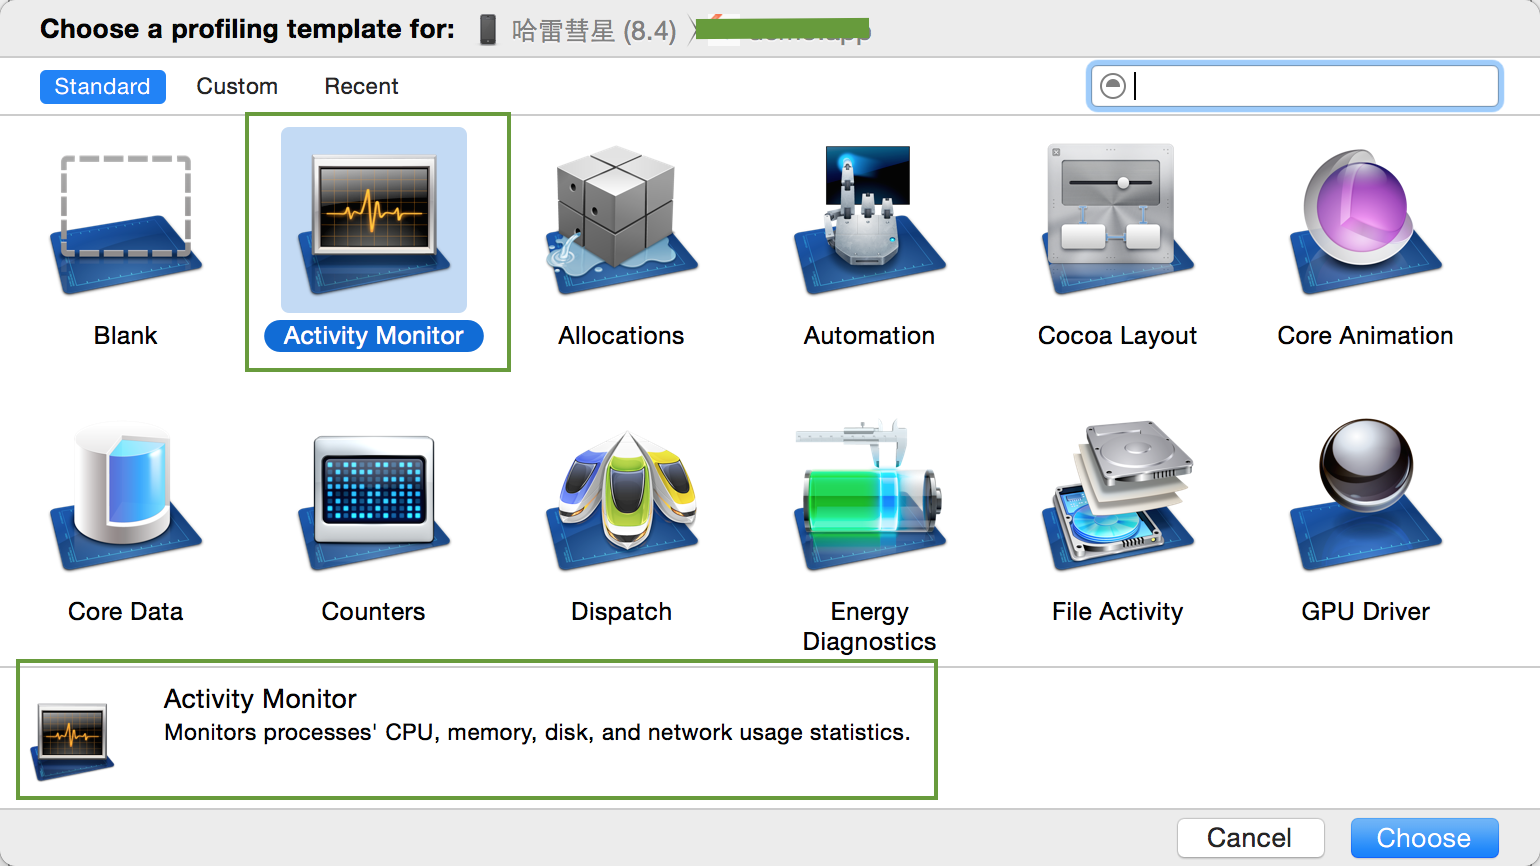 Choose a profiling template for: 哈雷彗星 (8.4)
Standard Custom Recent
Blank Activity Monitor Allocations Automation Cocoa Layout Core Animation
Core Data Counters Dispatch Energy Diagnostics File Activity GPU Driver
Activity Monitor
Monitors processes' CPU, memory, disk, and network usage statistics.
Cancel Choose